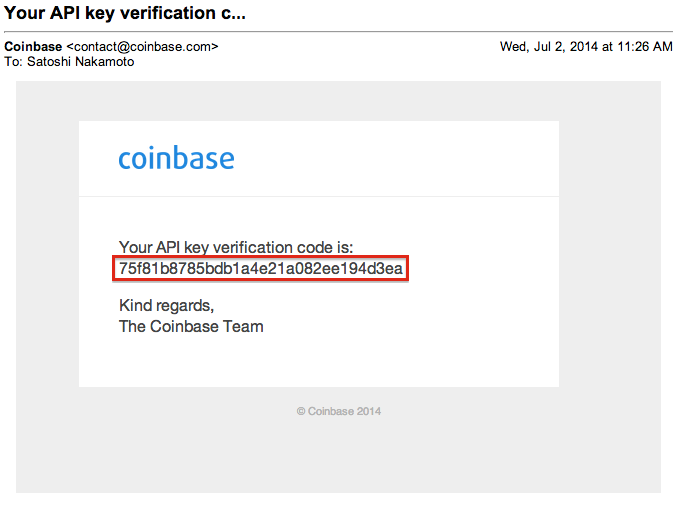 Your API key verification c...
Coinbase <contact@coinbase.com>
Wed, Jul 2, 2014 at 11:26 AM
To: Satoshi Nakamoto
coinbase
Your API key verification code is:
75f81b8785bdb1a4e21a082ee194d3ea
Kind regards,
The Coinbase Team
© Coinbase 2014